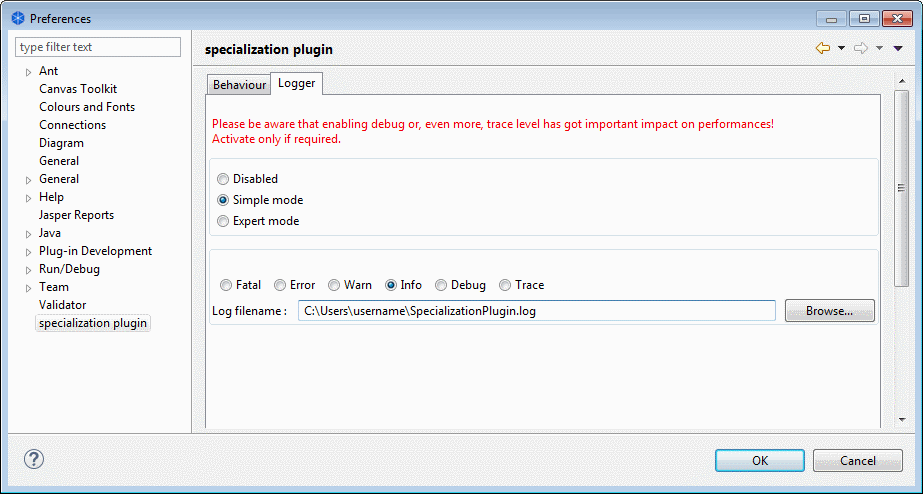 Preferences
type filter text
Ant
Canvas Toolkit
Colours and Fonts
Connections
Diagram
General
General
Help
Jasper Reports
Java
Plug-in Development
Run/Debug
Team
Validator
specialization plugin
specialization plugin
Behaviour Logger
Please be aware that enabling debug or, even more, trace level has got important impact on performances!
Activate only if required.
Disabled
Simple mode
Expert mode
Fatal Error Warn Info Debug Trace
Log filename : C:\Users\username\SpecializationPlugin.log Browse...
? OK Cancel